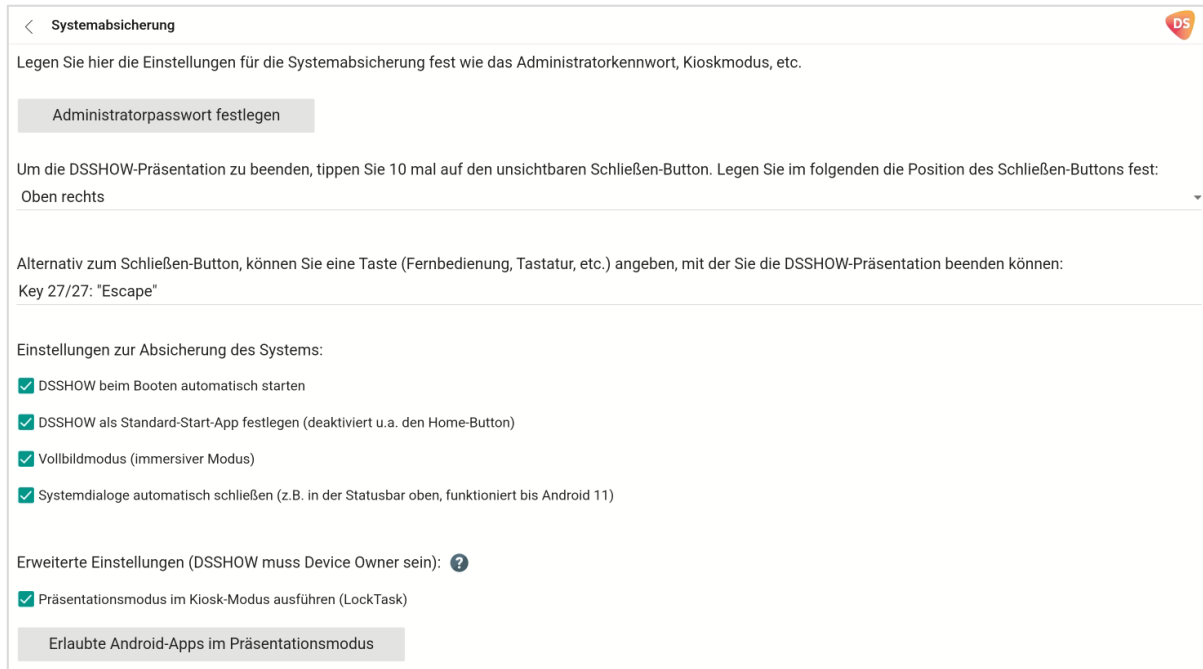 Systemabsicherung
DS
Legen Sie hier die Einstellungen für die Systemabsicherung fest wie das Administratorkennwort, Kioskmodus, etc.
Administratorpasswort festlegen
Um die DSSHOW-Präsentation zu beenden, tippen Sie 10 mal auf den unsichtbaren Schließen-Button. Legen Sie im folgenden die Position des Schließen-Buttons fest:
Oben rechts
Alternativ zum Schließen-Button, können Sie eine Taste (Fernbedienung, Tastatur, etc.) angeben, mit der Sie die DSSHOW-Präsentation beenden können:
Key 27/27: "Escape"
Einstellungen zur Absicherung des Systems:
DSSHOW beim Booten automatisch starten
DSSHOW als Standard-Start-App festlegen (deaktiviert u.a. den Home-Button)
Vollbildmodus (immersiver Modus)
Systemdialoge automatisch schließen (z.B. in der Statusbar oben, funktioniert bis Android 11)
Erweiterte Einstellungen (DSSHOW muss Device Owner sein): ?
Präsentationsmodus im Kiosk-Modus ausführen (LockTask)
Erlaubte Android-Apps im Präsentationsmodus